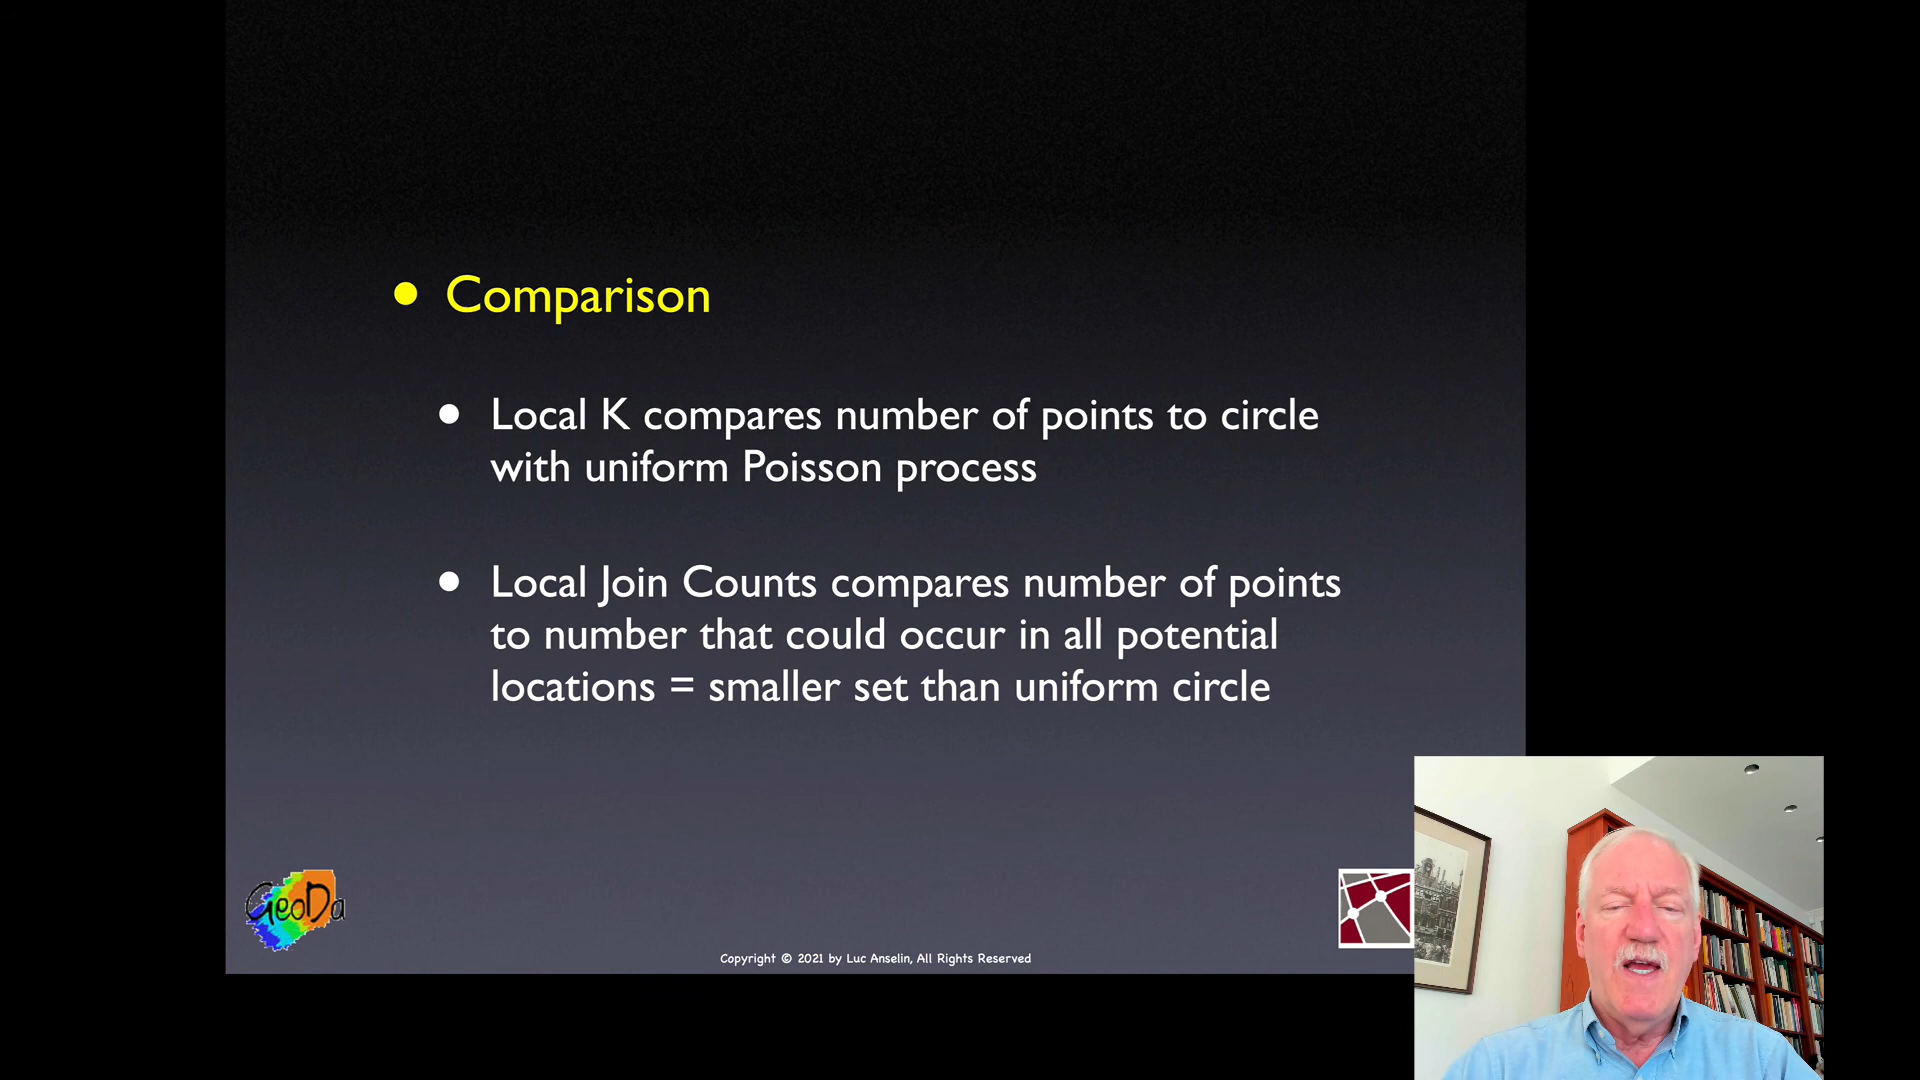 Comparison
Local K compares number of points to circle
with uniform Poisson process
Local Join Counts compares number of points
to number that could occur in all potential
locations = smaller set than uniform circle
GeoDa
Copyright © 2021 by Luc Anselin, All Rights Reserved